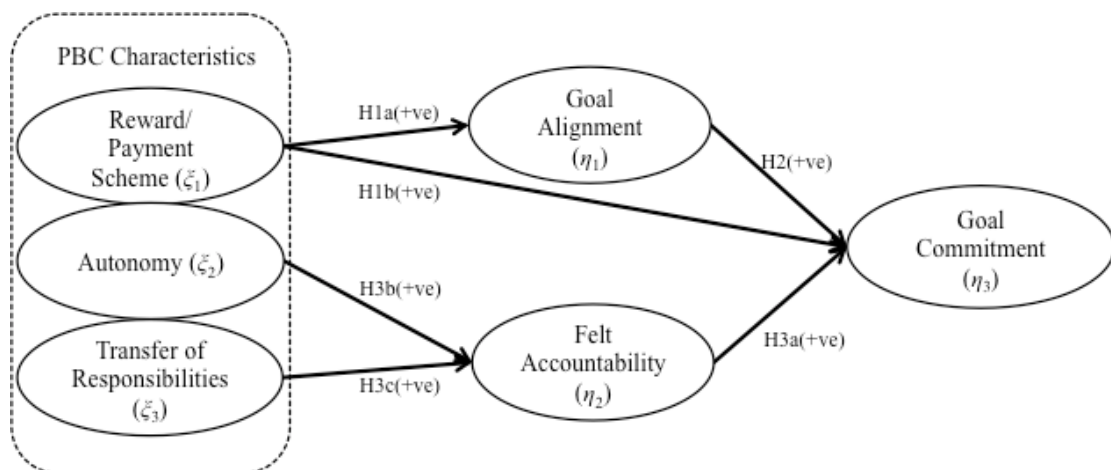 PBC Characteristics
Reward/
Payment
Scheme (ξ₁)
Autonomy (ξ₂)
Transfer of
Responsibilities
(ξ₃)
H1a(+ve)
H1b(+ve)
H3b(+ve)
H3c(+ve)
Goal
Alignment
(η₁)
Felt
Accountability
(η₂)
H2(+ve)
H3a(+ve)
Goal
Commitment
(η₃)